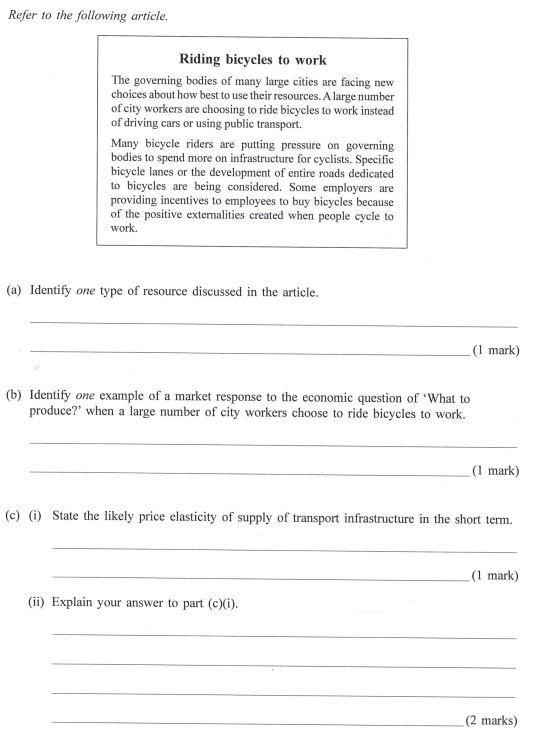 Refer to the following article.
Riding bicycles to work
The governing bodies of many large cities are facing new
choices about how best to use their resources. A large number
of city workers are choosing to ride bicycles to work instead
of driving cars or using public transport.
Many bicycle riders are putting pressure on governing
bodies to spend more on infrastructure for cyclists. Specific
bicycle lanes or the development of entire roads dedicated
to bicycles are being considered. Some employers are
providing incentives to employees to buy bicycles because
of the positive externalities created when people cycle to
work.
(a) Identify one type of resource discussed in the article.
(1 mark)
(b) Identify one example of a market response to the economic question of ‘What to
produce?’ when a large number of city workers choose to ride bicycles to work.
(1 mark)
(c) (i) State the likely price elasticity of supply of transport infrastructure in the short term.
(1 mark)
(ii) Explain your answer to part (c)(i).
(2 marks)